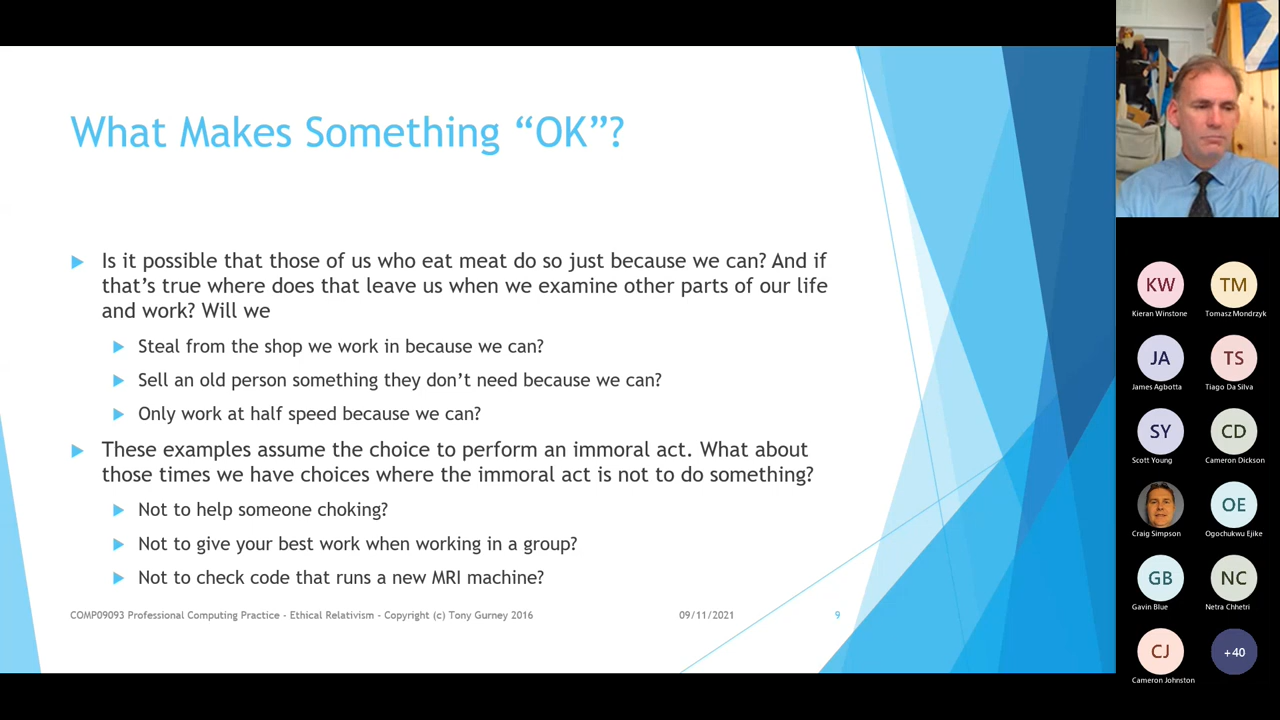 What Makes Something “OK”?
Is it possible that those of us who eat meat do so just because we can? And if
that’s true where does that leave us when we examine other parts of our life
and work? Will we
Steal from the shop we work in because we can?
Sell an old person something they don’t need because we can?
Only work at half speed because we can?
These examples assume the choice to perform an immoral act. What about
those times we have choices where the immoral act is not to do something?
Not to help someone choking?
Not to give your best work when working in a group?
Not to check code that runs a new MRI machine?
COMP09093 Professional Computing Practice - Ethical Relativism - Copyright (c) Tony Gurney 2016
09/11/2021
9
KW
TM
Kieran Winstone
Tomasz Mondrzyk
JA
TS
James Agbotta
Tiago Da Silva
SY
CD
Scott Young
Cameron Dickson
OE
Craig Simpson
Ogochukwu Ejike
GB
NC
Gavin Blue
Netra Chhetri
CJ
+40
Cameron Johnston